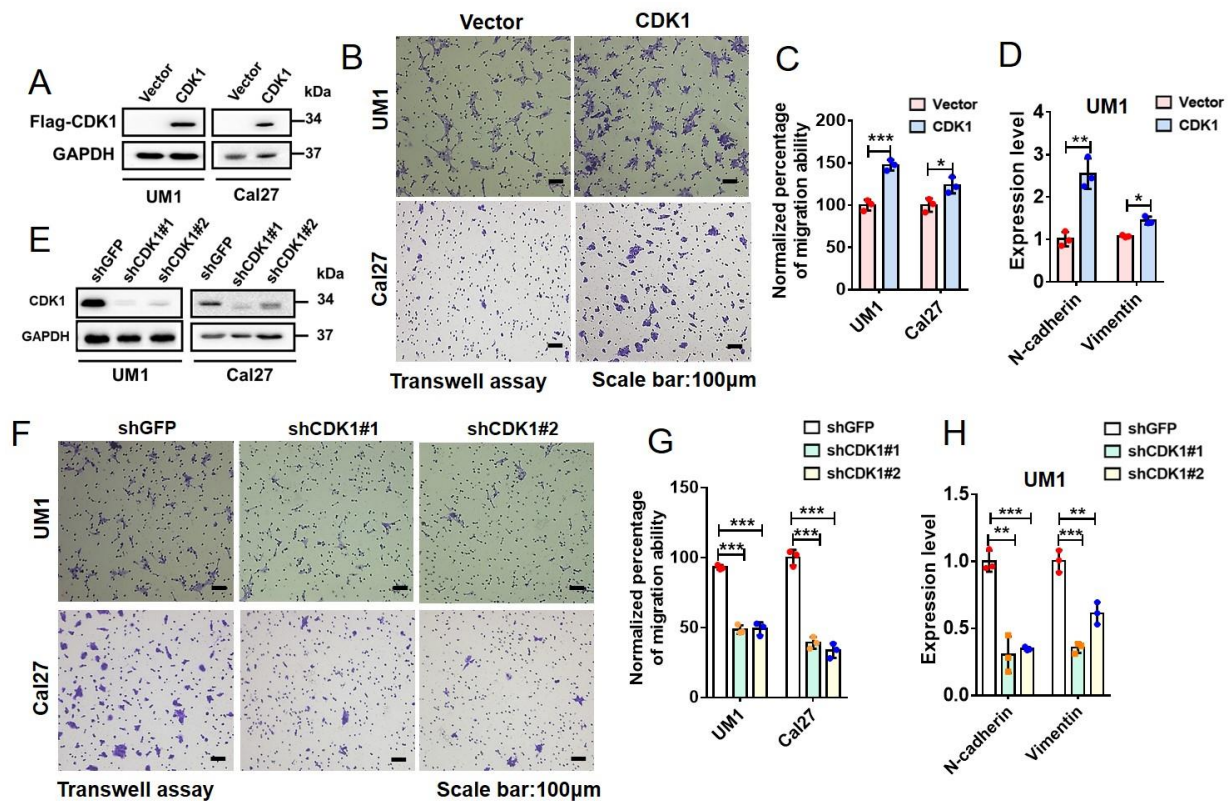 A
Vector
CDK1
Vector
CDK1
kDa
Flag-CDK1
34
GAPDH
37
UM1
Cal27
B
Vector
CDK1
UM1
Cal27
Transwell assay
Scale bar:100μm
C
Vector
CDK1
Normalized percentage
of migration ability
200
150
100
50
0
***
*
UM1
Cal27
D
UM1
Vector
CDK1
Expression level
4
3
2
1
0
**
*
N-cadherin
Vimentin
E
shGFP
shCDK1#1
shCDK1#2
shGFP
shCDK1#1
shCDK1#2
kDa
CDK1
34
GAPDH
37
UM1
Cal27
F
shGFP
shCDK1#1
shCDK1#2
UM1
Cal27
Transwell assay
Scale bar:100μm
G
shGFP
shCDK1#1
shCDK1#2
Normalized percentage
of migration ability
150
100
50
0
***
***
***
***
UM1
Cal27
H
shGFP
shCDK1#1
shCDK1#2
UM1
Expression level
1.5
1.0
0.5
0.0
***
**
**
***
N-cadherin
Vimentin